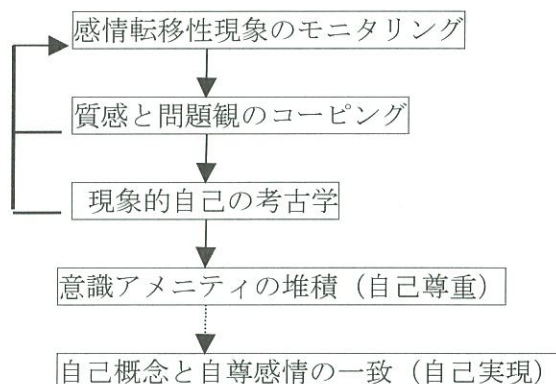 感情転移性現象のモニタリング
質感と問題観のコーピング
現象的自己の考古学
意識アメニティの堆積（自己尊重）
自己概念と自尊感情の一致（自己実現）